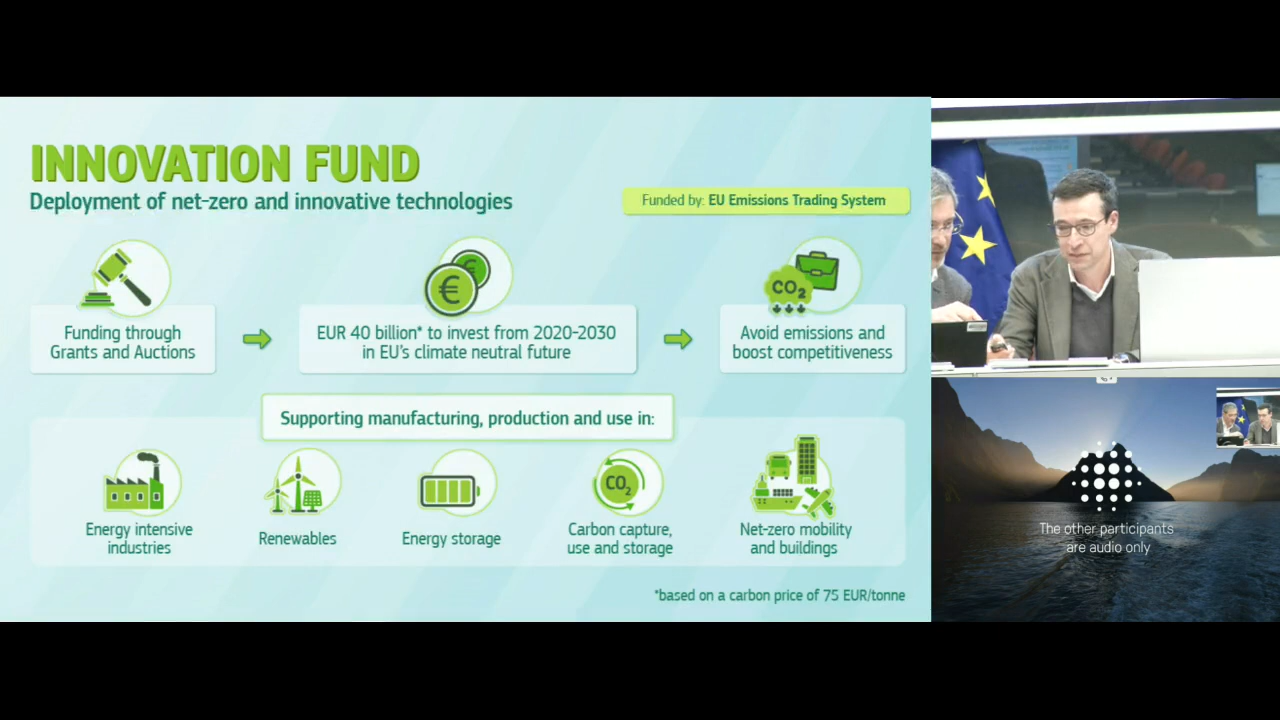 INNOVATION FUND
Deployment of net-zero and innovative technologies
Funded by: EU Emissions Trading System
€
€
CO₂
Funding through
Grants and Auctions
EUR 40 billion* to invest from 2020-2030
in EU's climate neutral future
Avoid emissions and
boost competitiveness
Supporting manufacturing, production and use in:
CO₂
Energy intensive
industries
Renewables
Energy storage
Carbon capture,
use and storage
Net-zero mobility
and buildings
*based on a carbon price of 75 EUR/tonne
The other participants
are audio only